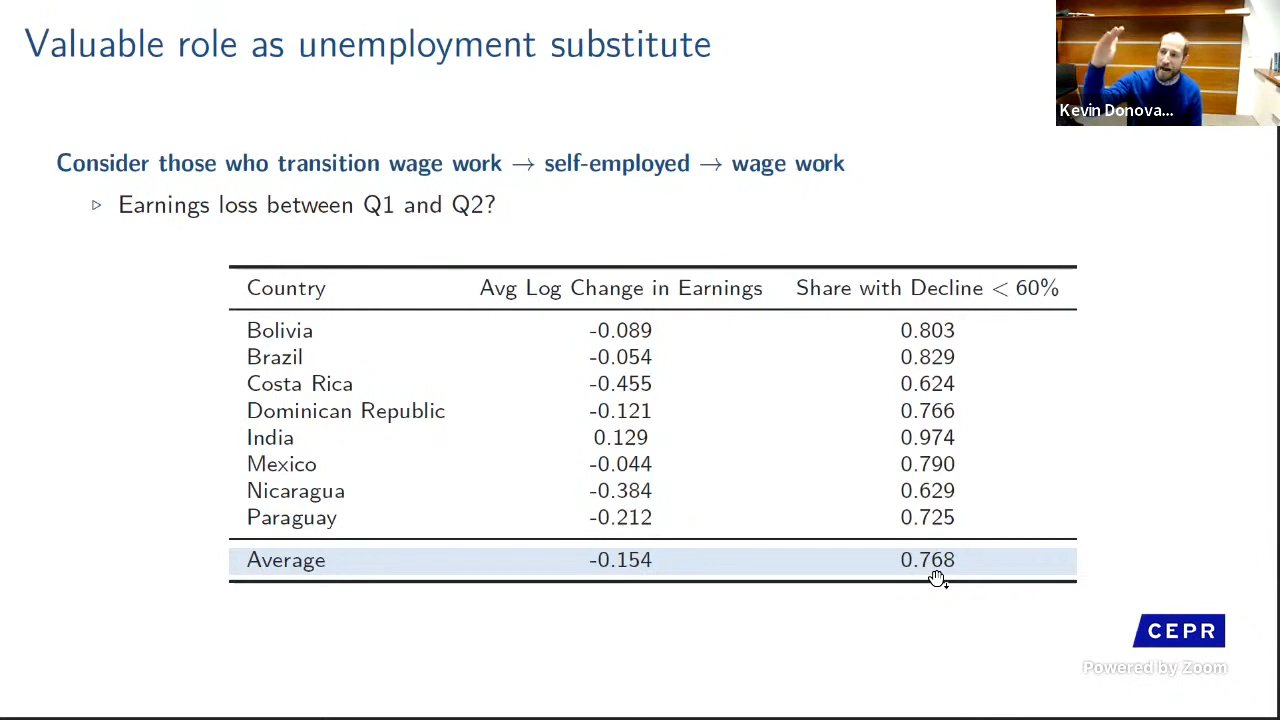 Valuable role as unemployment substitute
Kevin Donova...
Consider those who transition wage work → self-employed → wage work
▷ Earnings loss between Q1 and Q2?
Country Avg Log Change in Earnings Share with Decline < 60%
Bolivia -0.089 0.803
Brazil -0.054 0.829
Costa Rica -0.455 0.624
Dominican Republic -0.121 0.766
India 0.129 0.974
Mexico -0.044 0.790
Nicaragua -0.384 0.629
Paraguay -0.212 0.725
Average -0.154 0.768
CEPR
Powered by Zoom